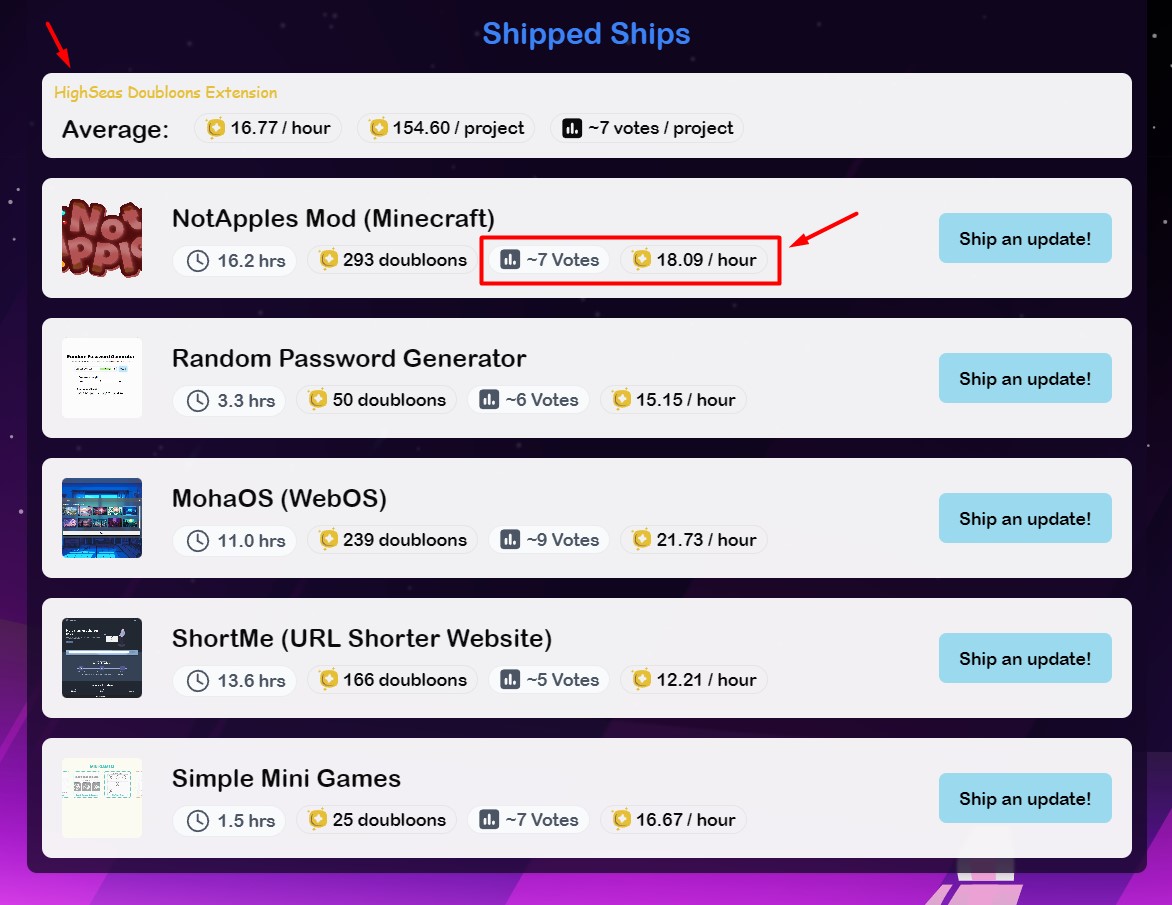 Shipped Ships
HighSeas Doubloons Extension
Average: 16.77 / hour 154.60 / project ~7 votes / project
NotApples Mod (Minecraft)
16.2 hrs 293 doubloons ~7 Votes 18.09 / hour
Ship an update!
Random Password Generator
3.3 hrs 50 doubloons ~6 Votes 15.15 / hour
Ship an update!
MohaOS (WebOS)
11.0 hrs 239 doubloons ~9 Votes 21.73 / hour
Ship an update!
ShortMe (URL Shorter Website)
13.6 hrs 166 doubloons ~5 Votes 12.21 / hour
Ship an update!
Simple Mini Games
1.5 hrs 25 doubloons ~7 Votes 16.67 / hour
Ship an update!